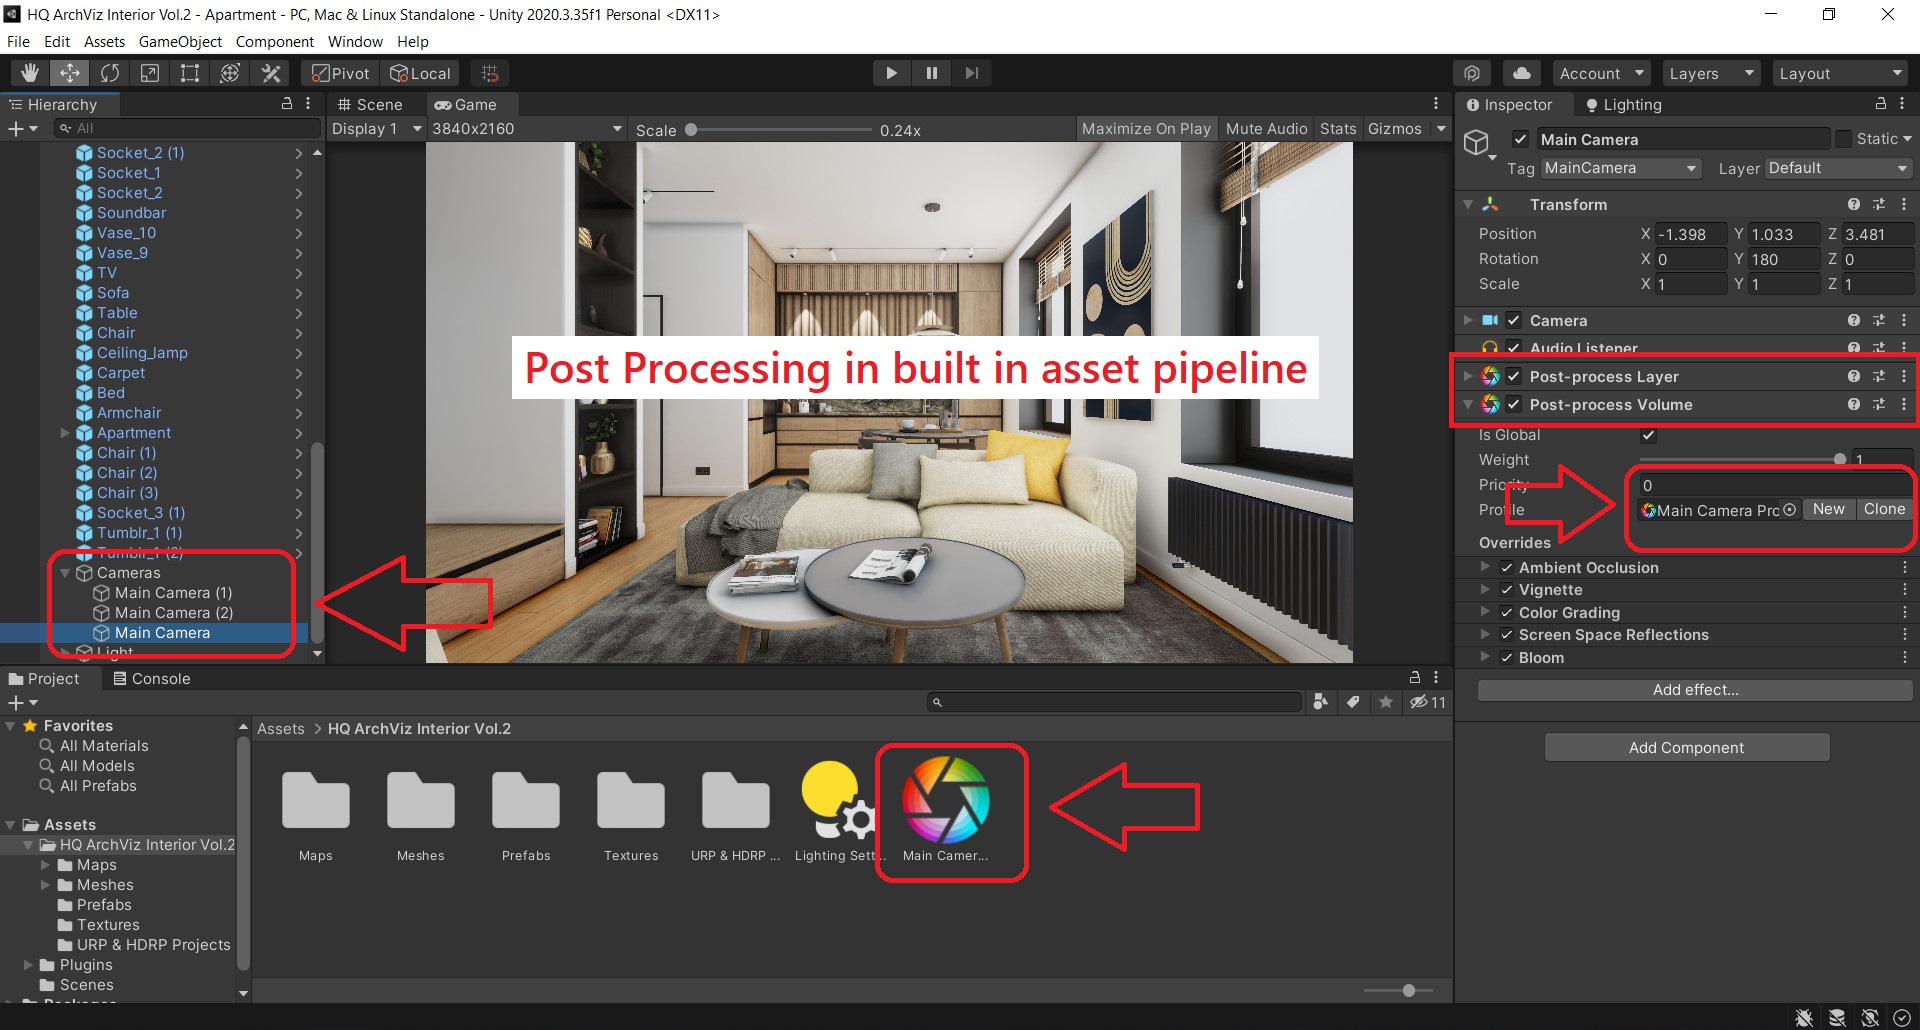 HQ ArchViz Interior Vol.2 - Apartment - PC, Mac & Linux Standalone - Unity 2020.3.35f1 Personal <DX11>
File Edit Assets GameObject Component Window Help
Pivot Local Account Layers Layout
Hierarchy
All
Socket_2 (1)
Socket_1
Socket_2
Soundbar
Vase_10
Vase_9
TV
Sofa
Table
Chair
Ceiling_lamp
Carpet
Bed
Armchair
Apartment
Chair (1)
Chair (2)
Chair (3)
Socket_3 (1)
Tumblr_1 (1)
Tumblr_1 (2)
Cameras
Main Camera (1)
Main Camera (2)
Main Camera
Light
Scene Game
Display 1 3840x2160 Scale 0.24x Maximize On Play Mute Audio Stats Gizmos
Post Processing in built in asset pipeline
Inspector Lighting
Main Camera Static
Tag MainCamera Layer Default
Transform
Position X -1.398 Y 1.033 Z 3.481
Rotation X 0 Y 180 Z 0
Scale X 1 Y 1 Z 1
Camera
Audio Listener
Post-process Layer
Post-process Volume
Is Global
Weight 1
Priority 0
Profile Main Camera Pro New Clone
Overrides
Ambient Occlusion
Vignette
Color Grading
Screen Space Reflections
Bloom
Add effect...
Add Component
Project Console
11
Favorites
All Materials
All Models
All Prefabs
Assets
HQ ArchViz Interior Vol.2
Maps
Meshes
Prefabs
Textures
URP & HDRP Projects
Plugins
Scenes
Packages
Assets > HQ ArchViz Interior Vol.2
Maps Meshes Prefabs Textures URP & HDRP ... Lighting Sett... Main Camer...